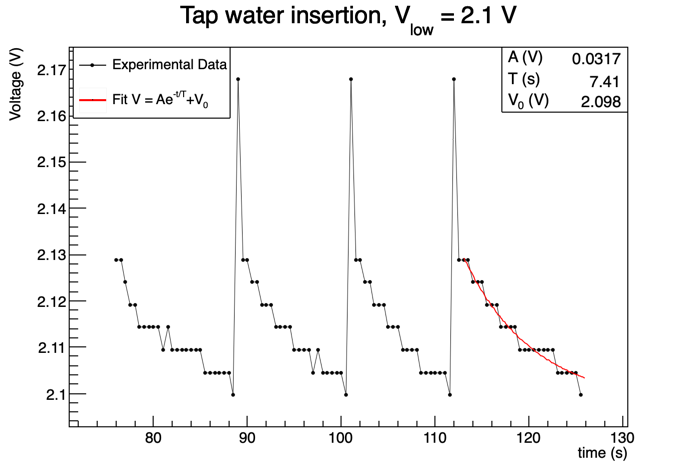 Tap water insertion, V_low = 2.1 V
Voltage (V)
Experimental Data
Fit V = Ae^-t/T+V_0
A (V) 0.0317
T (s) 7.41
V_0 (V) 2.098
2.17
2.16
2.15
2.14
2.13
2.12
2.11
2.1
80 90 100 110 120 130
time (s)